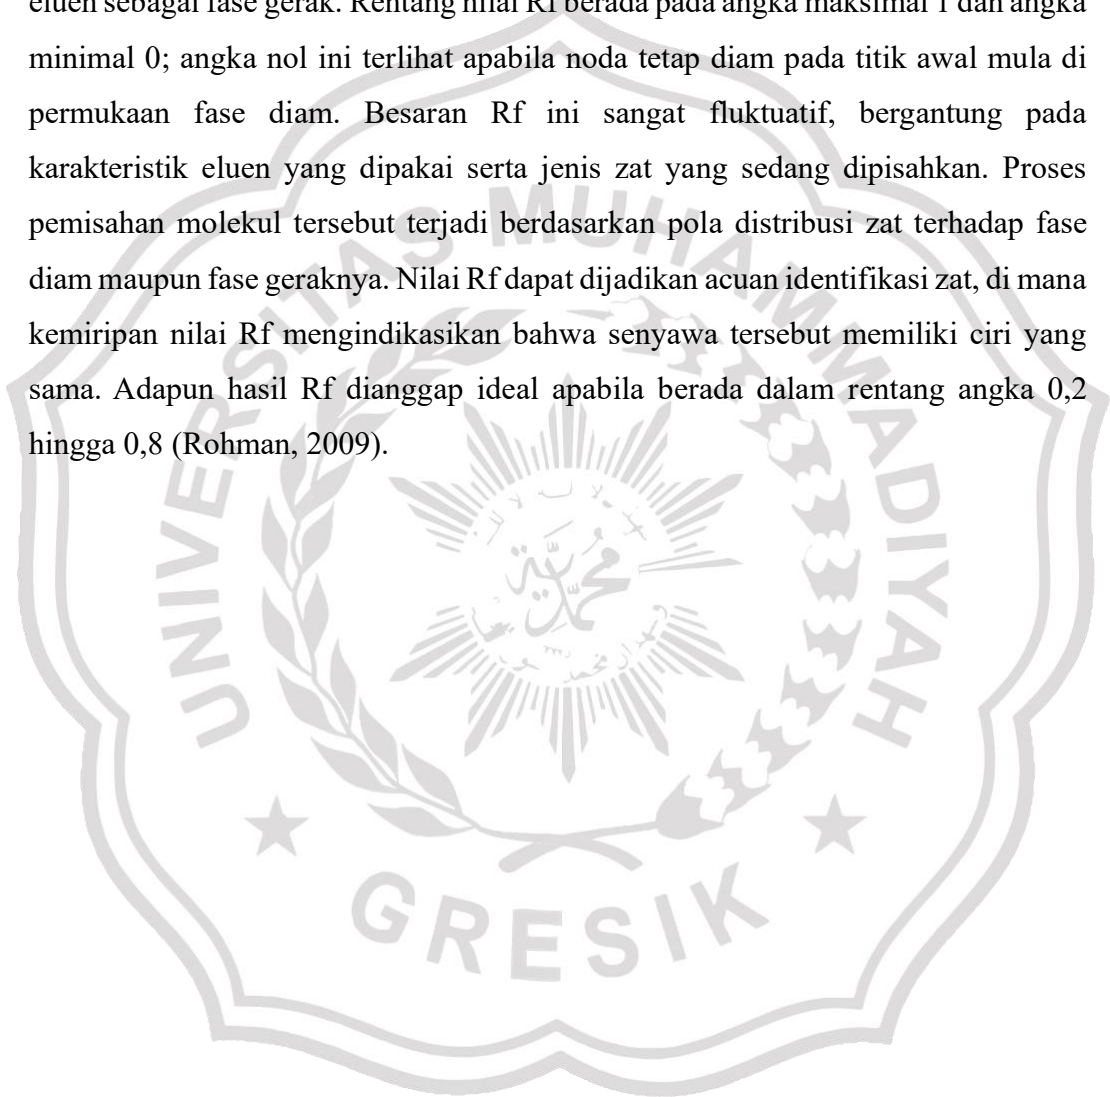 eluen sebagai fase gerak. Rentang nilai Rf berada pada angka maksimal 1 dan angka
minimal 0; angka nol ini terlihat apabila noda tetap diam pada titik awal mula di
permukaan fase diam. Besaran Rf ini sangat fluktuatif, bergantung pada
karakteristik eluen yang dipakai serta jenis zat yang sedang dipisahkan. Proses
pemisahan molekul tersebut terjadi berdasarkan pola distribusi zat terhadap fase
diam maupun fase geraknya. Nilai Rf dapat dijadikan acuan identifikasi zat, di mana
kemiripan nilai Rf mengindikasikan bahwa senyawa tersebut memiliki ciri yang
sama. Adapun hasil Rf dianggap ideal apabila berada dalam rentang angka 0,2
hingga 0,8 (Rohman, 2009).
UNIVERSITAS MUHAMMADIYAH
GRESIK